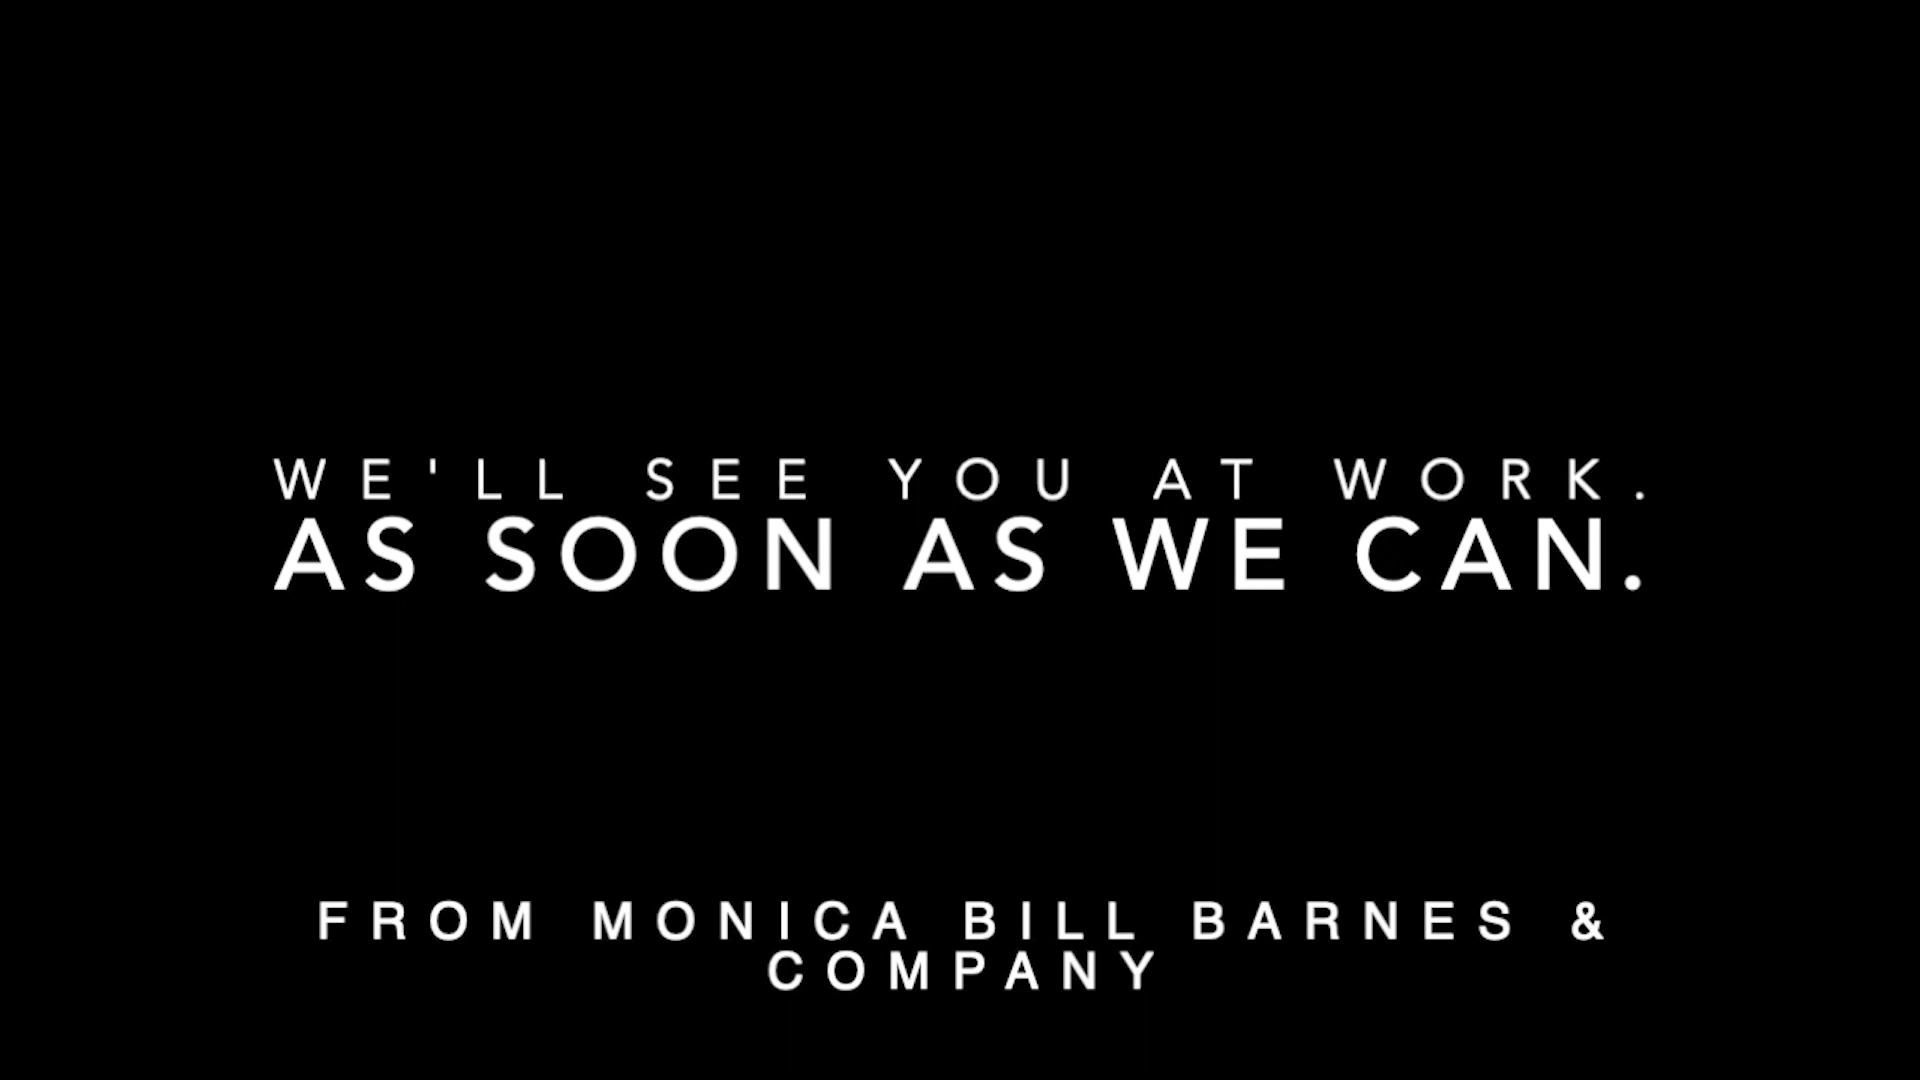 WE'LL SEE YOU AT WORK.
AS SOON AS WE CAN.
FROM MONICA BILL BARNES &
COMPANY